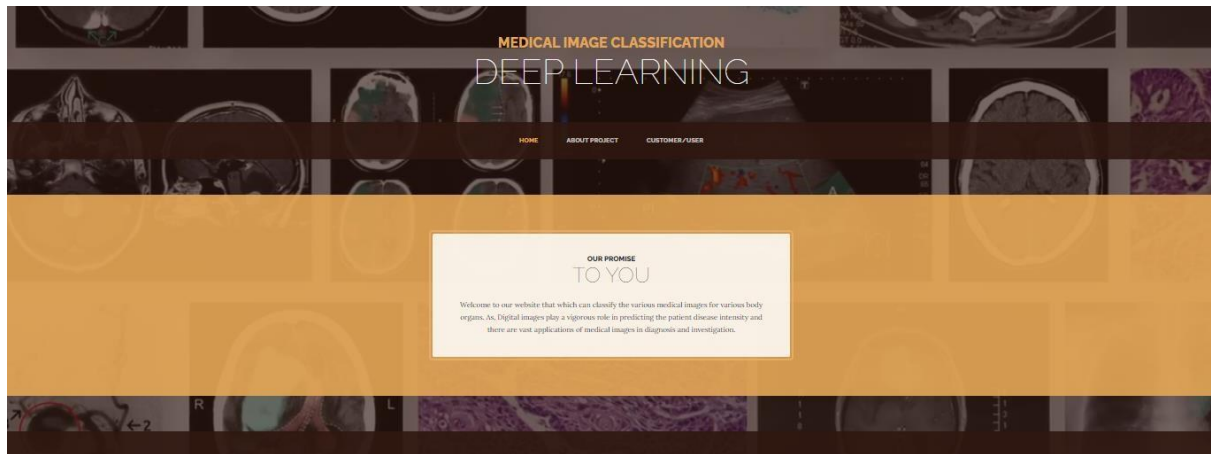 MEDICAL IMAGE CLASSIFICATION
DEEP LEARNING
HOME ABOUT PROJECT CUSTOMER/USER
A
OUR PROMISE
TO YOU
Welcome to our website that which can classify the various medical images for various body
organs. As, Digital images play a vigorous role in predicting the patient disease intensity and
there are vast applications of medical images in diagnosis and investigation.
R L
2